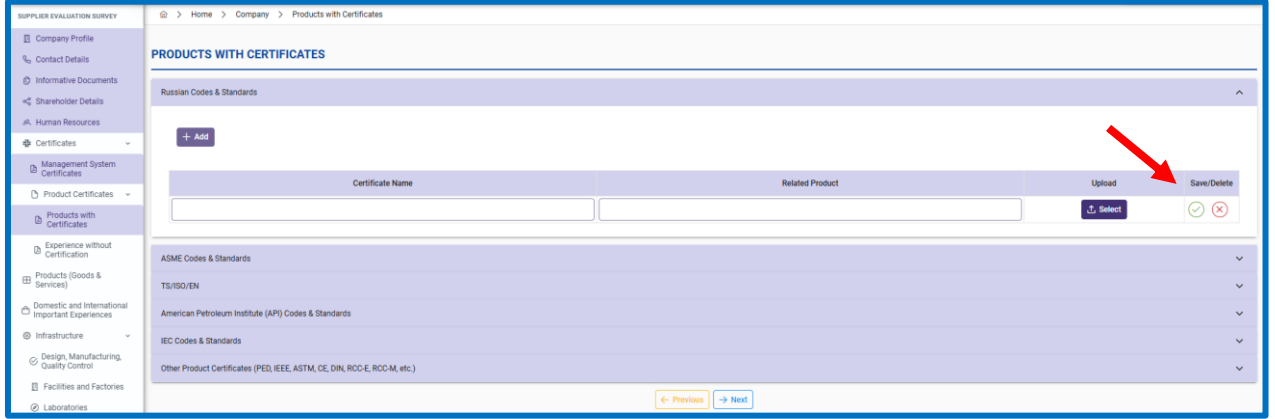 SUPPLIER EVALUATION SURVEY
Home > Company > Products with Certificates
Company Profile
Contact Details
Informative Documents
Shareholder Details
Human Resources
Certificates
Management System
Certificates
Product Certificates
Products with
Certificates
Experience without
Certification
Products (Goods &
Services)
Domestic and International
Important Experiences
Infrastructure
Design, Manufacturing,
Quality Control
Facilities and Factories
Laboratories
PRODUCTS WITH CERTIFICATES
Russian Codes & Standards
+ Add
Certificate Name Related Product Upload Save/Delete
Select
ASME Codes & Standards
TS/ISO/EN
American Petroleum Institute (API) Codes & Standards
IEC Codes & Standards
Other Product Certificates (PED, IEEE, ASTM, CE, DIN, RCC-E, RCC-M, etc.)
← Previous → Next